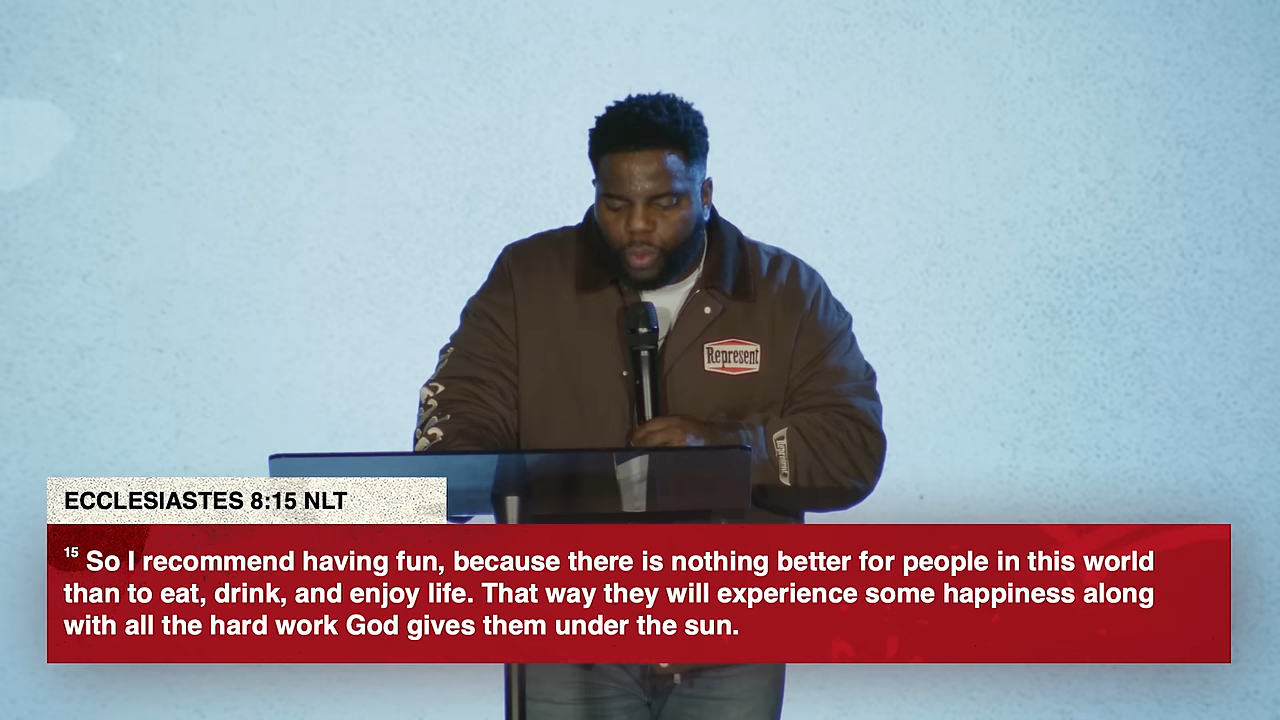 Represent
Represent
ECCLESIASTES 8:15 NLT
15 So I recommend having fun, because there is nothing better for people in this world
than to eat, drink, and enjoy life. That way they will experience some happiness along
with all the hard work God gives them under the sun.